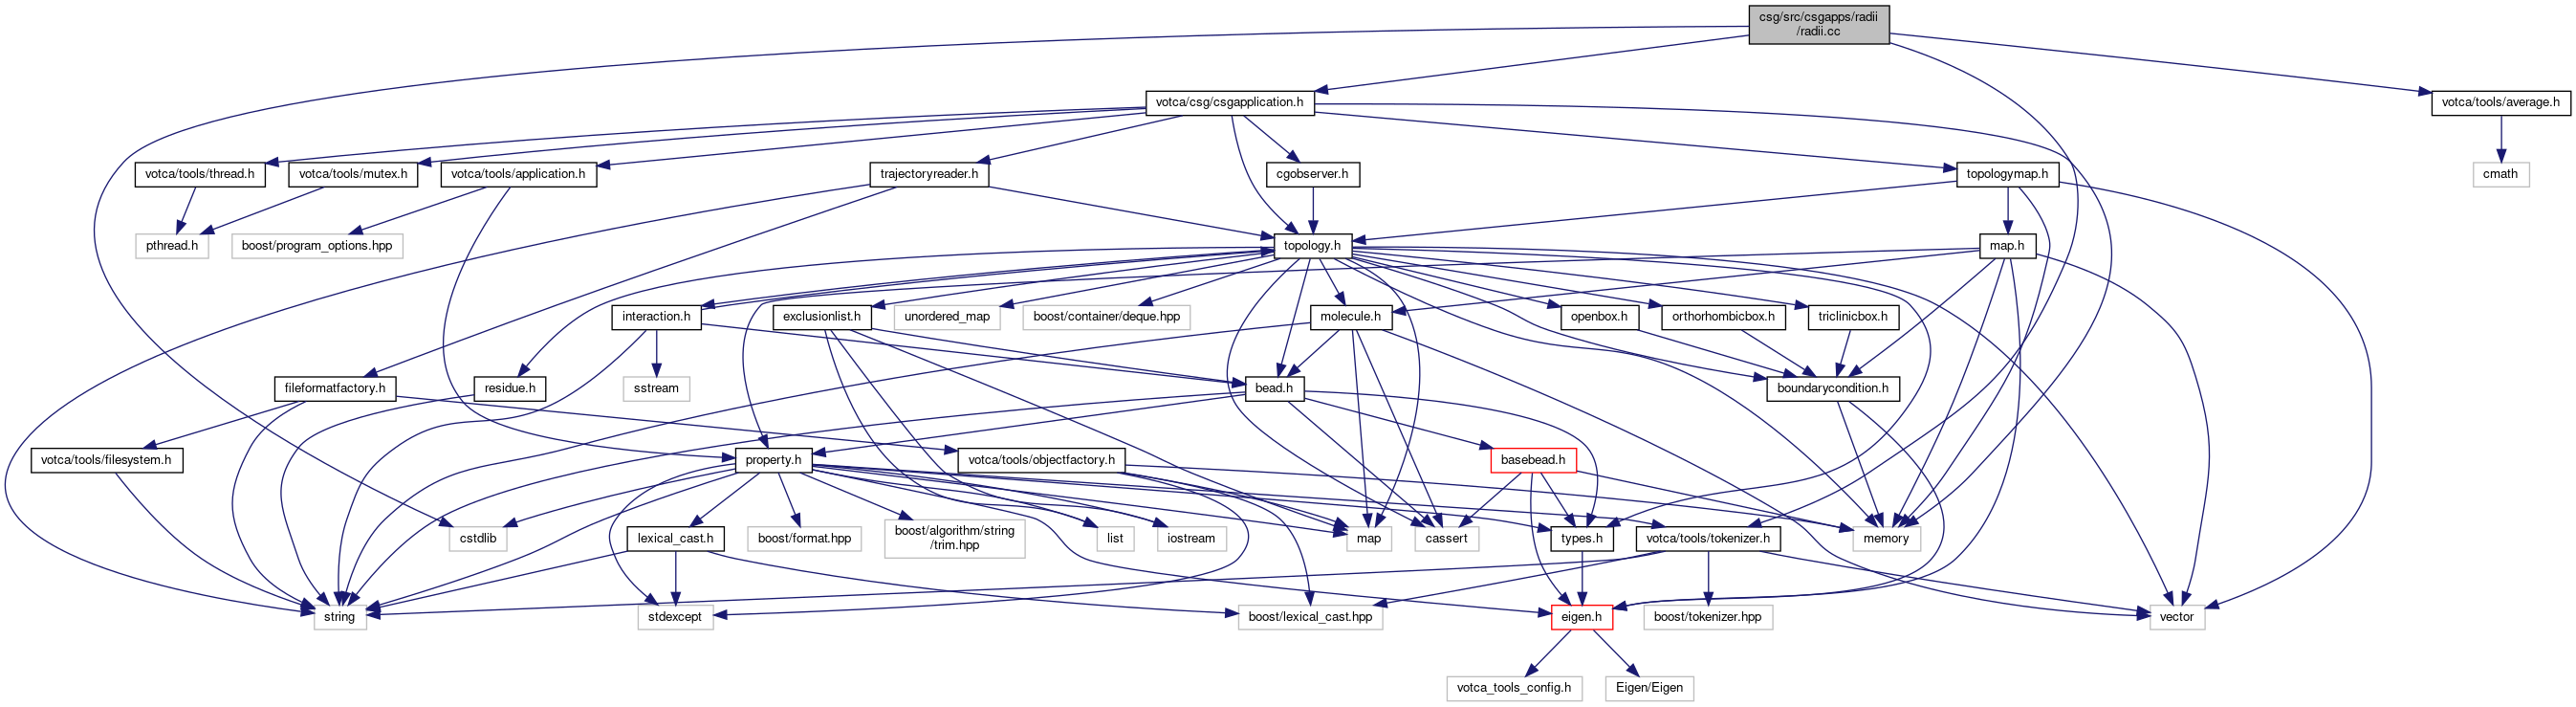 csg/src/csgapps/radii
/radii.cc
votca/csg/csgapplication.h
votca/tools/average.h
votca/tools/thread.h
votca/tools/mutex.h
votca/tools/application.h
trajectoryreader.h
cgobserver.h
topologymap.h
cmath
pthread.h
boost/program_options.hpp
topology.h
map.h
interaction.h
exclusionlist.h
unordered_map
boost/container/deque.hpp
molecule.h
openbox.h
orthorhombicbox.h
triclinicbox.h
fileformatfactory.h
residue.h
sstream
bead.h
boundarycondition.h
votca/tools/filesystem.h
property.h
votca/tools/objectfactory.h
basebead.h
cstdlib
lexical_cast.h
boost/format.hpp
boost/algorithm/string
/trim.hpp
list
iostream
map
cassert
types.h
votca/tools/tokenizer.h
memory
string
stdexcept
boost/lexical_cast.hpp
eigen.h
boost/tokenizer.hpp
vector
votca_tools_config.h
Eigen/Eigen